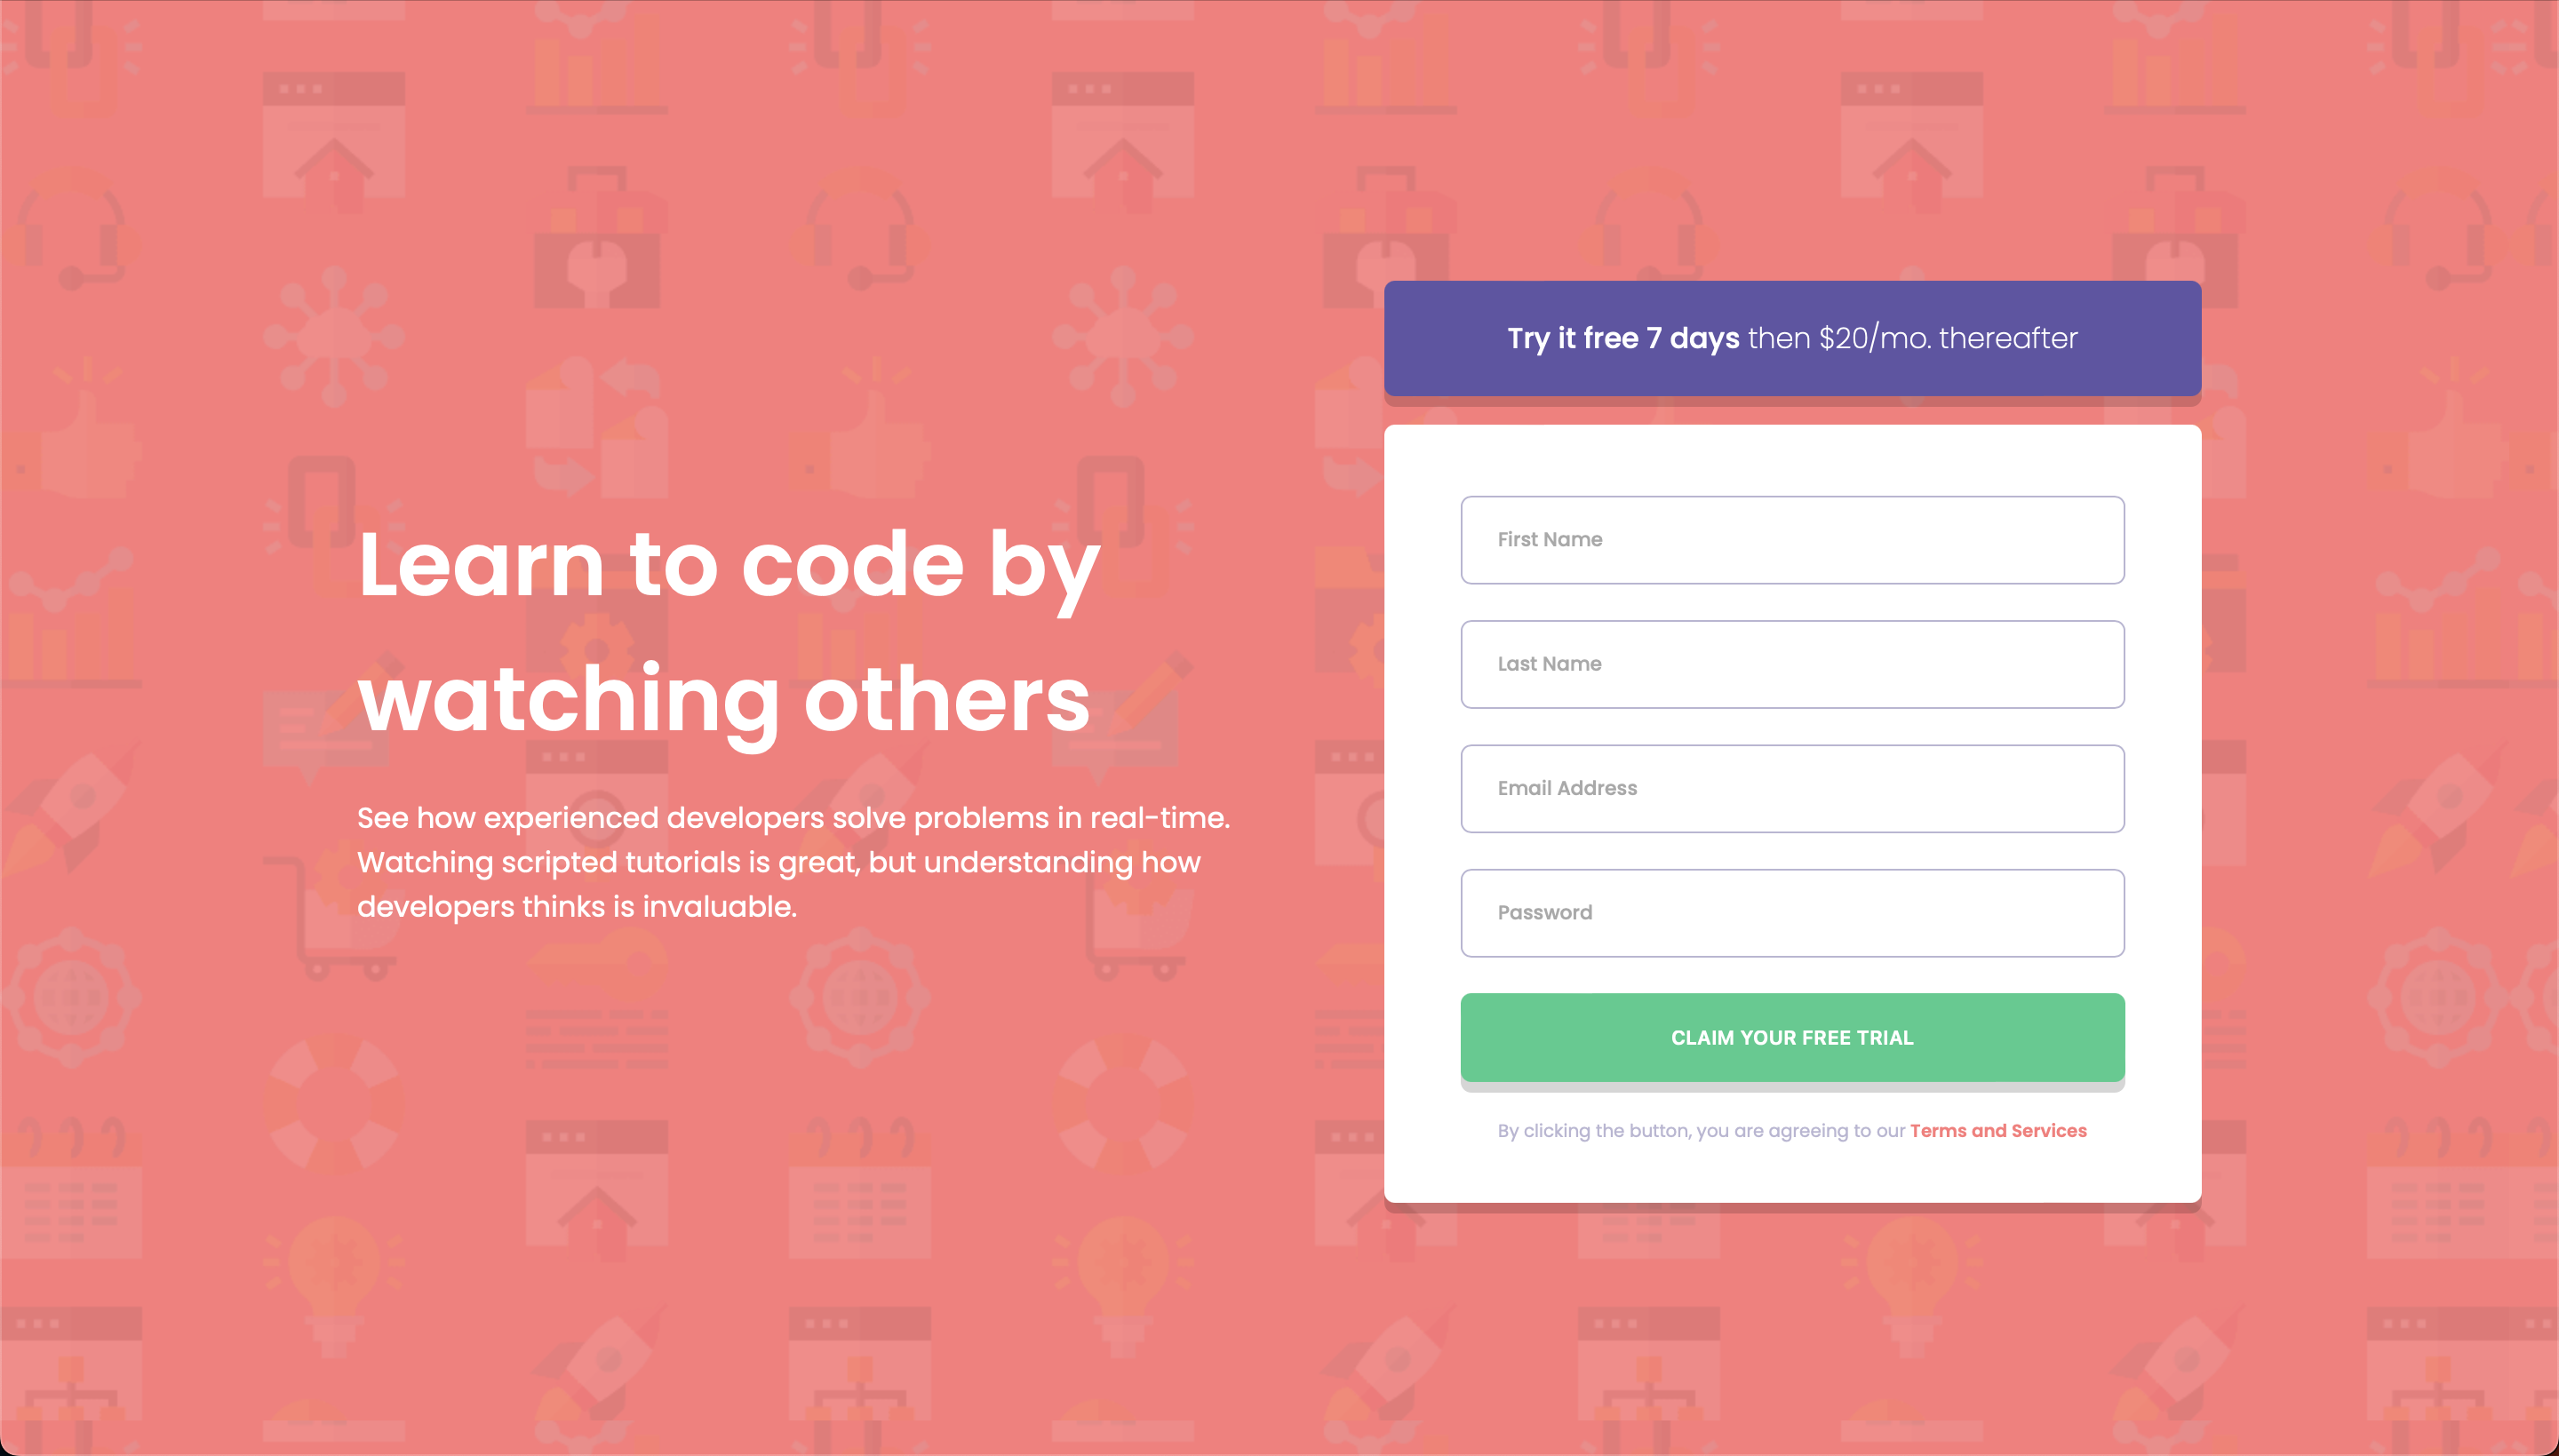 Learn to code by
watching others
See how experienced developers solve problems in real-time.
Watching scripted tutorials is great, but understanding how
developers thinks is invaluable.
Try it free 7 days then $20/mo. thereafter
First Name
Last Name
Email Address
Password
CLAIM YOUR FREE TRIAL
By clicking the button, you are agreeing to our Terms and Services